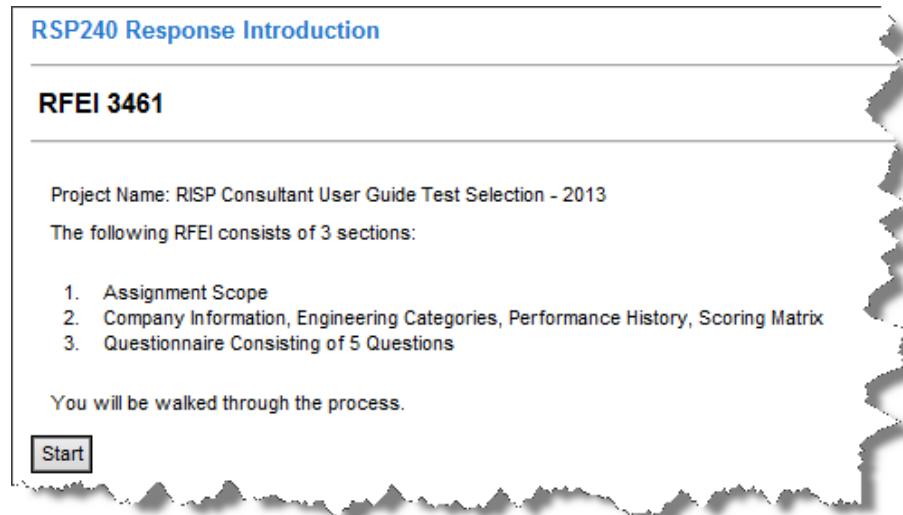 RSP240 Response Introduction
RFEI 3461
Project Name: RISP Consultant User Guide Test Selection - 2013
The following RFEI consists of 3 sections:
1. Assignment Scope
2. Company Information, Engineering Categories, Performance History, Scoring Matrix
3. Questionnaire Consisting of 5 Questions
You will be walked through the process.
Start